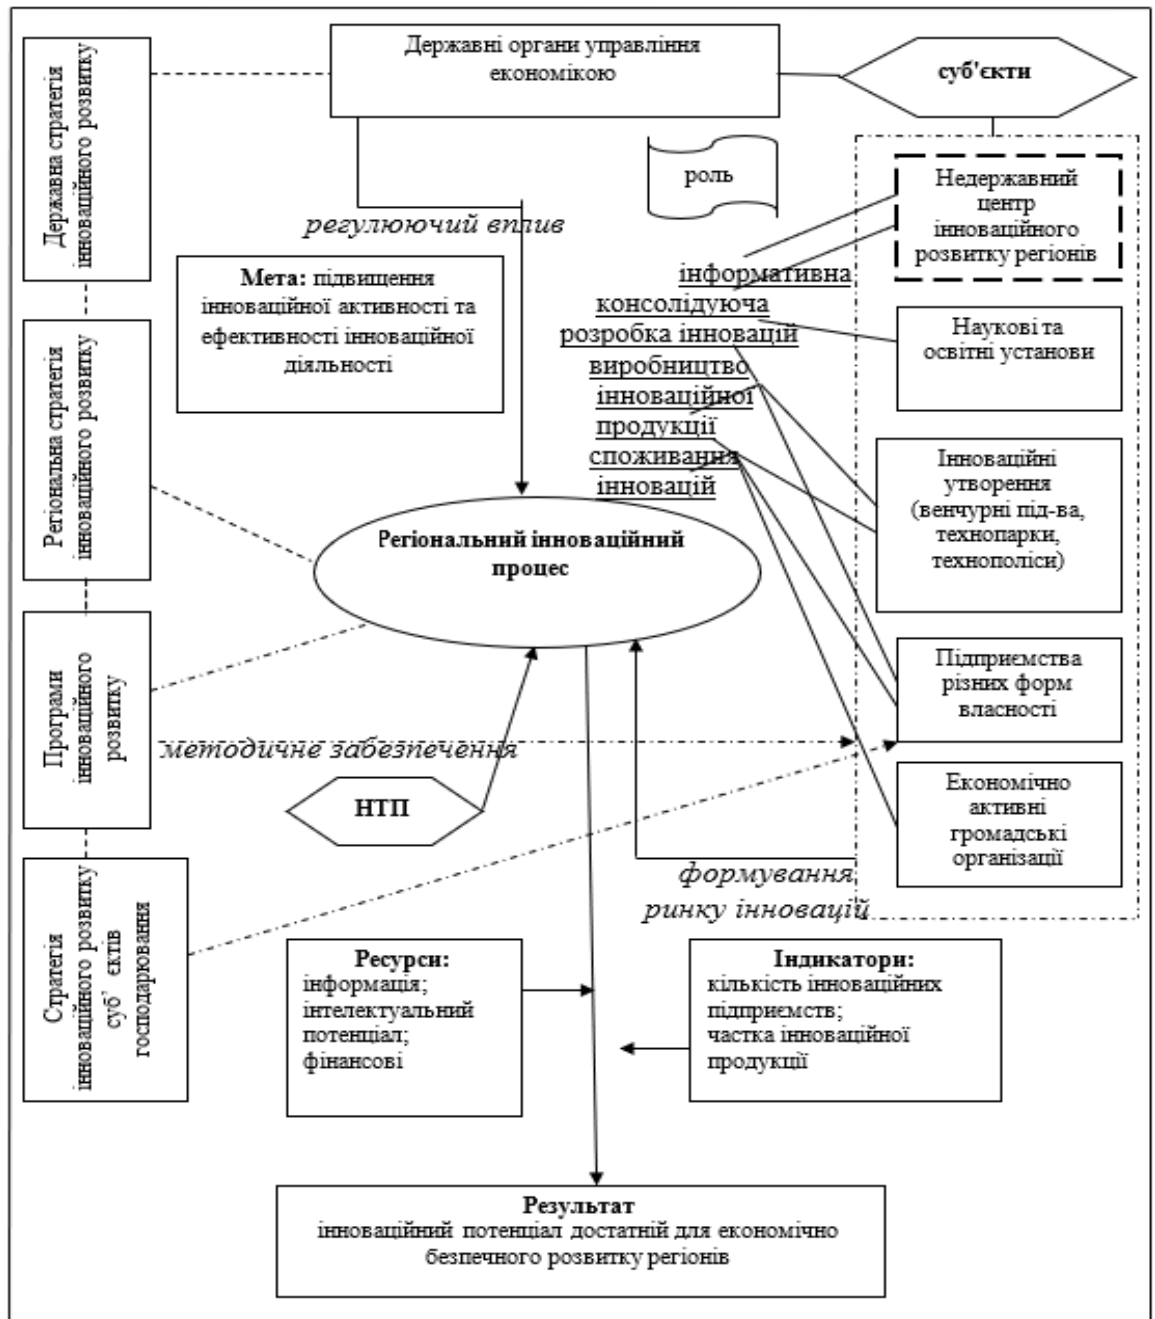 Державні органи управління
економікою
суб'єкти
Державна стратегія
інноваційного розвитку
роль
Недержавний
центр
інноваційного
розвитку регіонів
регулюючий вплив
Мета: підвищення
інноваційної активності та
ефективності інноваційної
діяльності
інформативна
консолідуюча
розробка інновацій
виробництво
інноваційної
продукції
споживання
інновацій
Наукові та
освітні установи
Регіональна стратегія
інноваційного розвитку
Інноваційні
утворення
(венчурні під-ва,
технопарки,
технополіси)
Регіональний інноваційний
процес
Програми
інноваційного
розвитку
Підприємства
різних форм
власності
методичне забезпечення
НТП
Економічно
активні
громадські
організації
формування
ринку інновацій
Стратегія
інноваційного розвитку
суб’ єктів
господарювання
Ресурси:
інформація;
інтелектуальний
потенціал;
фінансові
Індикатори:
кількість інноваційних
підприємств;
частка інноваційної
продукції
Результат
інноваційний потенціал достатній для економічно
безпечного розвитку регіонів